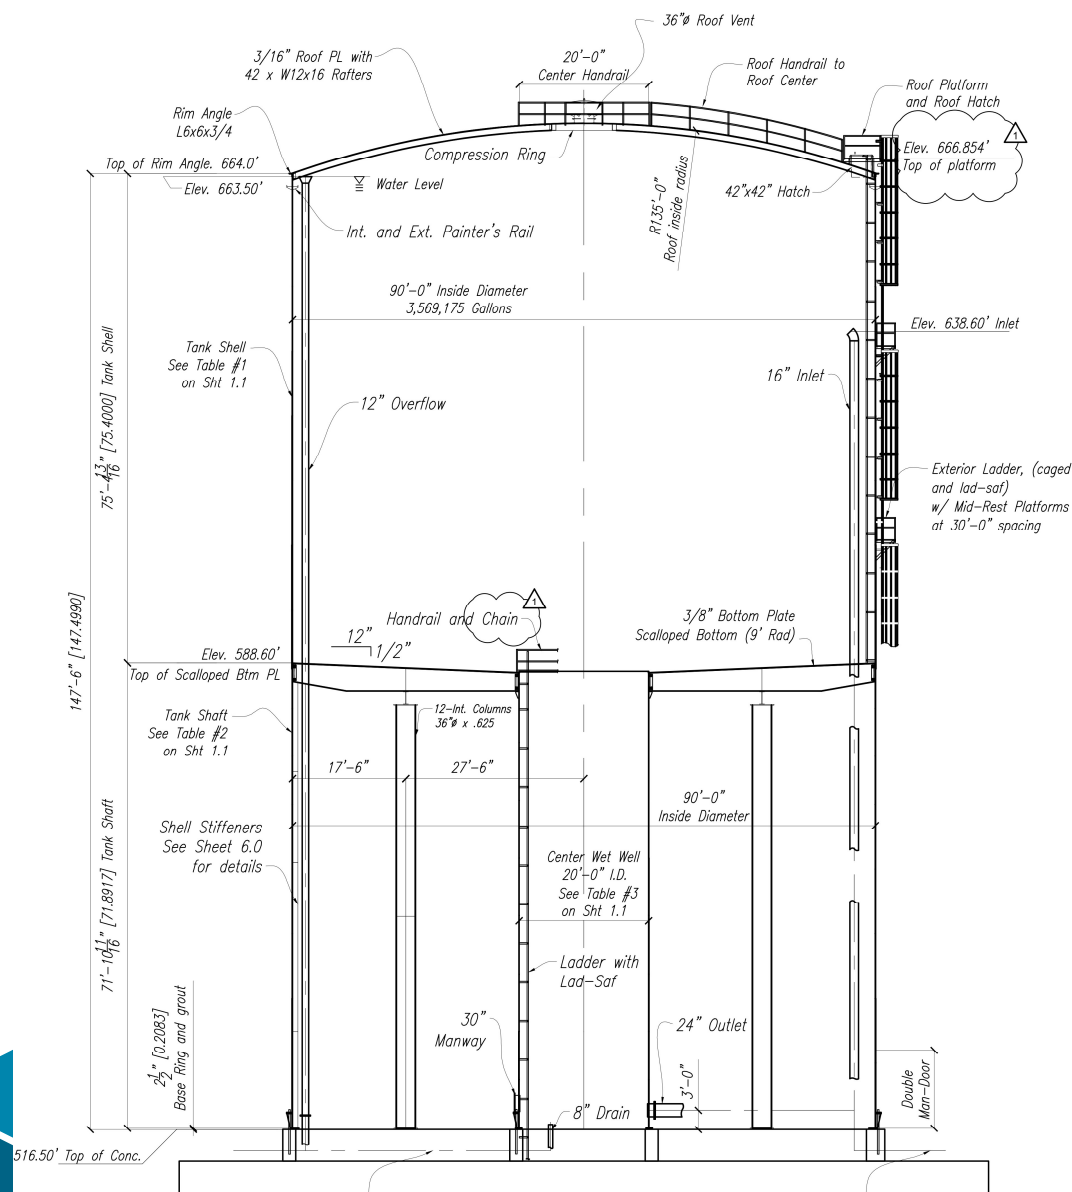 36"ø Roof Vent
3/16" Roof PL with
42 x W12x16 Rafters
20'-0"
Center Handrail
Roof Handrail to
Roof Center
Roof Platform
and Roof Hatch
1
Rim Angle
L6x6x3/4
Compression Ring
Elev. 666.854'
Top of platform
Top of Rim Angle. 664.0'
Elev. 663.50'
Water Level
42"x42" Hatch
R135'-0"
Roof inside radius
Int. and Ext. Painter's Rail
90'-0" Inside Diameter
3,569,175 Gallons
Elev. 638.60' Inlet
Tank Shell
See Table #1
on Sht 1.1
16" Inlet
12" Overflow
75'-4 13/16" [75.4000] Tank Shell
Exterior Ladder, (caged
and lad-saf)
w/ Mid-Rest Platforms
at 30'-0" spacing
147'-6" [147.4990]
1
Handrail and Chain
3/8" Bottom Plate
Scalloped Bottom (9' Rad)
12"
1/2"
Elev. 588.60'
Top of Scalloped Btm PL
Tank Shaft
See Table #2
on Sht 1.1
12-Int. Columns
36"ø x .625
17'-6"
27'-6"
90'-0"
Inside Diameter
Shell Stiffeners
See Sheet 6.0
for details
Center Wet Well
20'-0" I.D.
See Table #3
on Sht 1.1
71'-10 11/16" [71.8917] Tank Shaft
Ladder with
Lad-Saf
2 1/2" [0.2083]
Base Ring and grout
30"
Manway
24" Outlet
3'-0"
Double
Man-Door
8" Drain
516.50' Top of Conc.